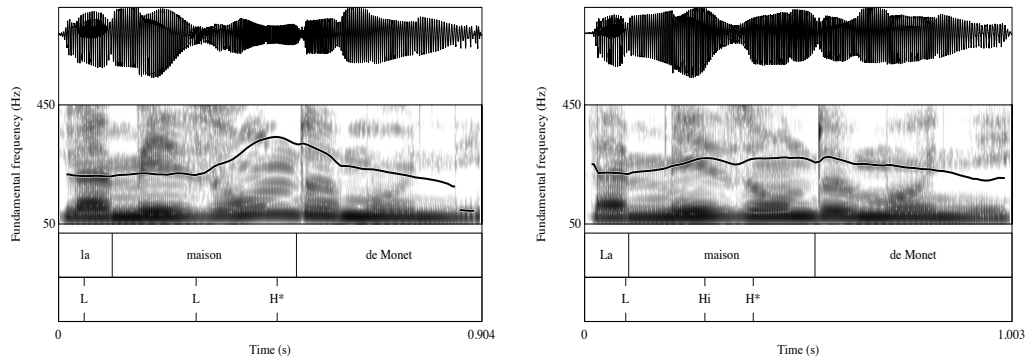 450
Fundamental frequency (Hz)
50
la maison de Monet
L L H*
0 0.904
Time (s)
450
Fundamental frequency (Hz)
50
La maison de Monet
L Hi H*
0 1.003
Time (s)